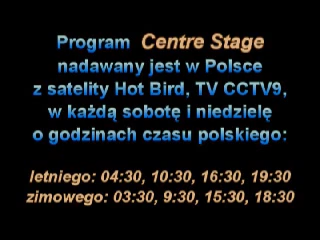 Program Centre Stage
nadawany jest w Polsce
z satelity Hot Bird, TV CCTV9,
w każdą sobotę i niedzielę
o godzinach czasu polskiego:
letniego: 04:30, 10:30, 16:30, 19:30
zimowego: 03:30, 9:30, 15:30, 18:30